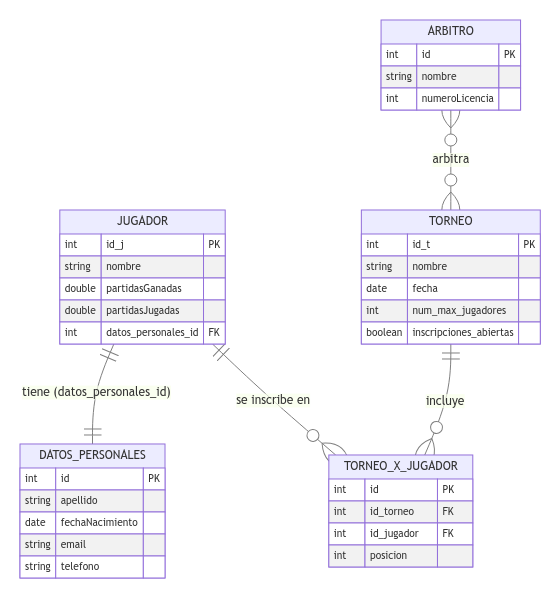 ARBITRO
int id PK
string nombre
int numeroLicencia
arbitra
JUGADOR
int id_j PK
string nombre
double partidasGanadas
double partidasJugadas
int datos_personales_id FK
TORNEO
int id_t PK
string nombre
date fecha
int num_max_jugadores
boolean inscripciones_abiertas
tiene (datos_personales_id)
se inscribe en
incluye
DATOS_PERSONALES
int id PK
string apellido
date fechaNacimiento
string email
string telefono
TORNEO_X_JUGADOR
int id PK
int id_torneo FK
int id_jugador FK
int posicion